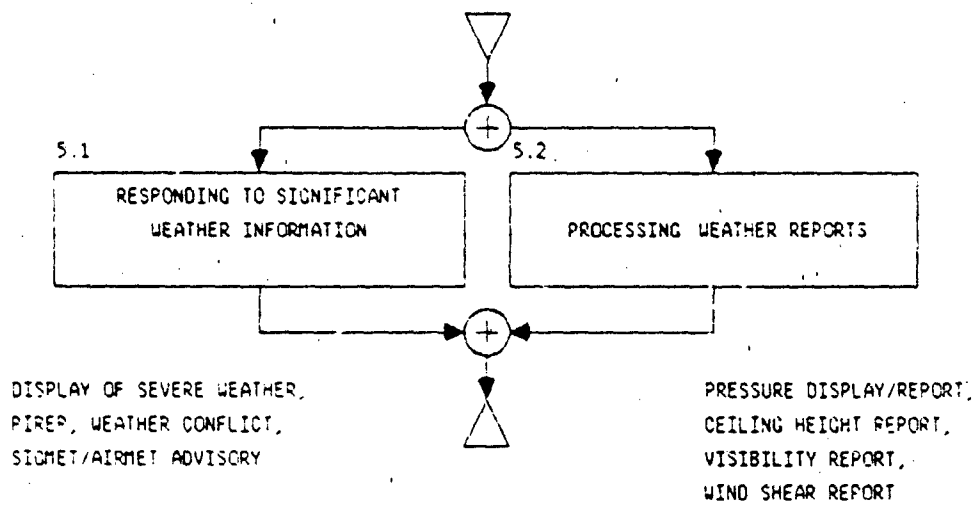 5.1
RESPONDING TO SIGNIFICANT
WEATHER INFORMATION
5.2
PROCESSING WEATHER REPORTS
DISPLAY OF SEVERE WEATHER,
PIREP, WEATHER CONFLICT,
SIGMET/AIRMET ADVISORY
PRESSURE DISPLAY/REPORT,
CEILING HEIGHT REPORT,
VISIBILITY REPORT,
WIND SHEAR REPORT